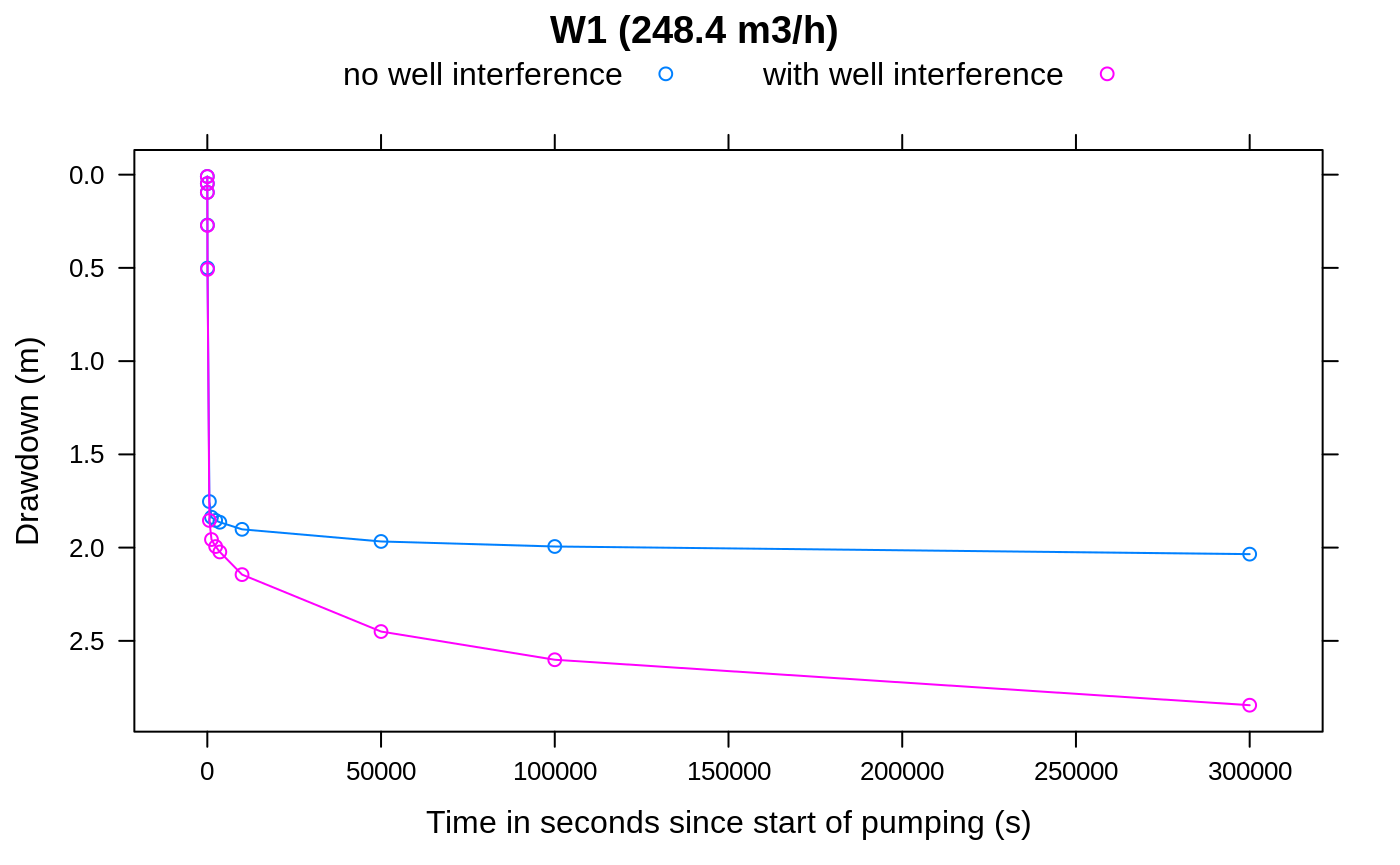 W1 (248.4 m3/h)
no well interference with well interference
0.0
0.5
1.0
1.5
2.0
2.5
Drawdown (m)
0 50000 100000 150000 200000 250000 300000
Time in seconds since start of pumping (s)